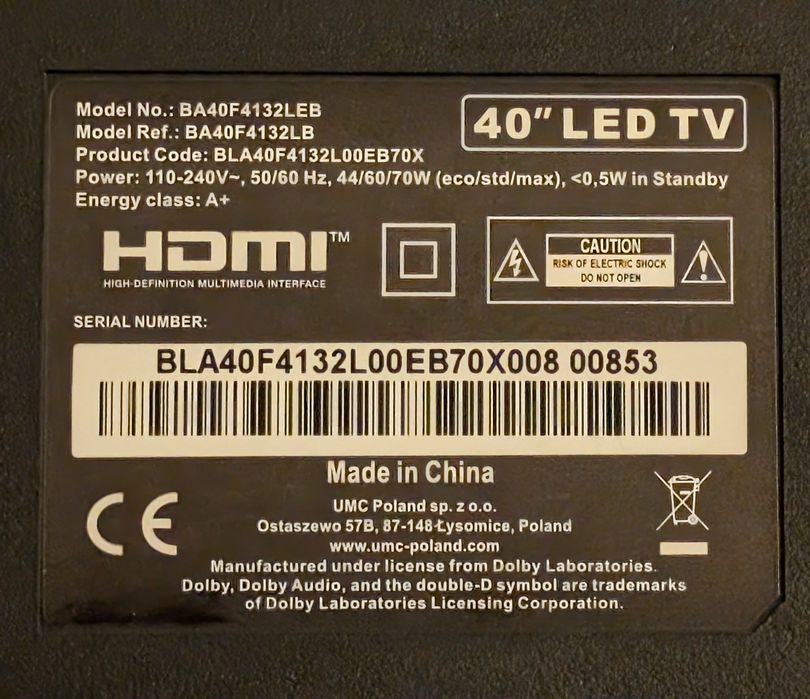 Model No.: BA40F4132LEB
Model Ref.: BA40F4132LB
40" LED TV
Product Code: BLA40F4132L00EB70X
Power: 110-240V~, 50/60 Hz, 44/60/70W (eco/std/max), <0,5W in Standby
Energy class: A+
HDMI™
HIGH-DEFINITION MULTIMEDIA INTERFACE
CAUTION
RISK OF ELECTRIC SHOCK
DO NOT OPEN
SERIAL NUMBER:
BLA40F4132L00EB70X008 00853
Made in China
CE
UMC Poland sp. z o.o.
Ostaszewo 57B, 87-148 Łysomice, Poland
www.umc-poland.com
Manufactured under license from Dolby Laboratories.
Dolby, Dolby Audio, and the double-D symbol are trademarks
of Dolby Laboratories Licensing Corporation.